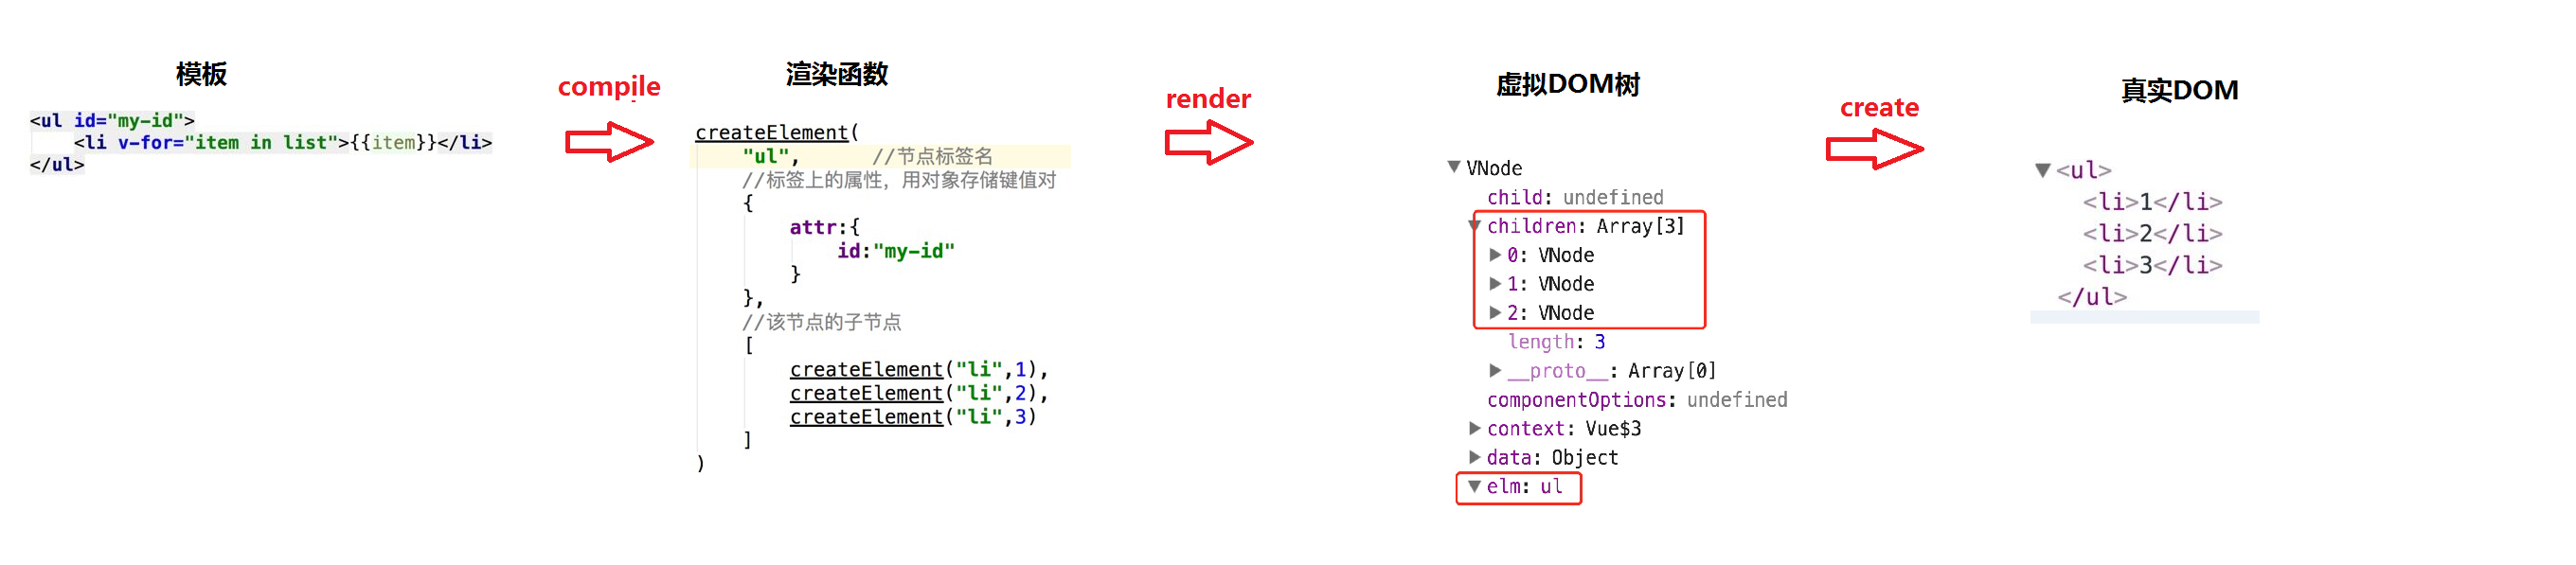 模板
<ul id="my-id">
<li v-for="item in list">{{item}}</li>
</ul>
compile
渲染函数
createElement(
"ul", //节点标签名
//标签上的属性，用对象存储键值对
{
attr:{
id:"my-id"
}
},
//该节点的子节点
[
createElement("li",1),
createElement("li",2),
createElement("li",3)
]
)
render
虚拟DOM树
VNode
child: undefined
children: Array[3]
0: VNode
1: VNode
2: VNode
length: 3
__proto__: Array[0]
componentOptions: undefined
context: Vue$3
data: Object
elm: ul
create
真实DOM
<ul>
<li>1</li>
<li>2</li>
<li>3</li>
</ul>